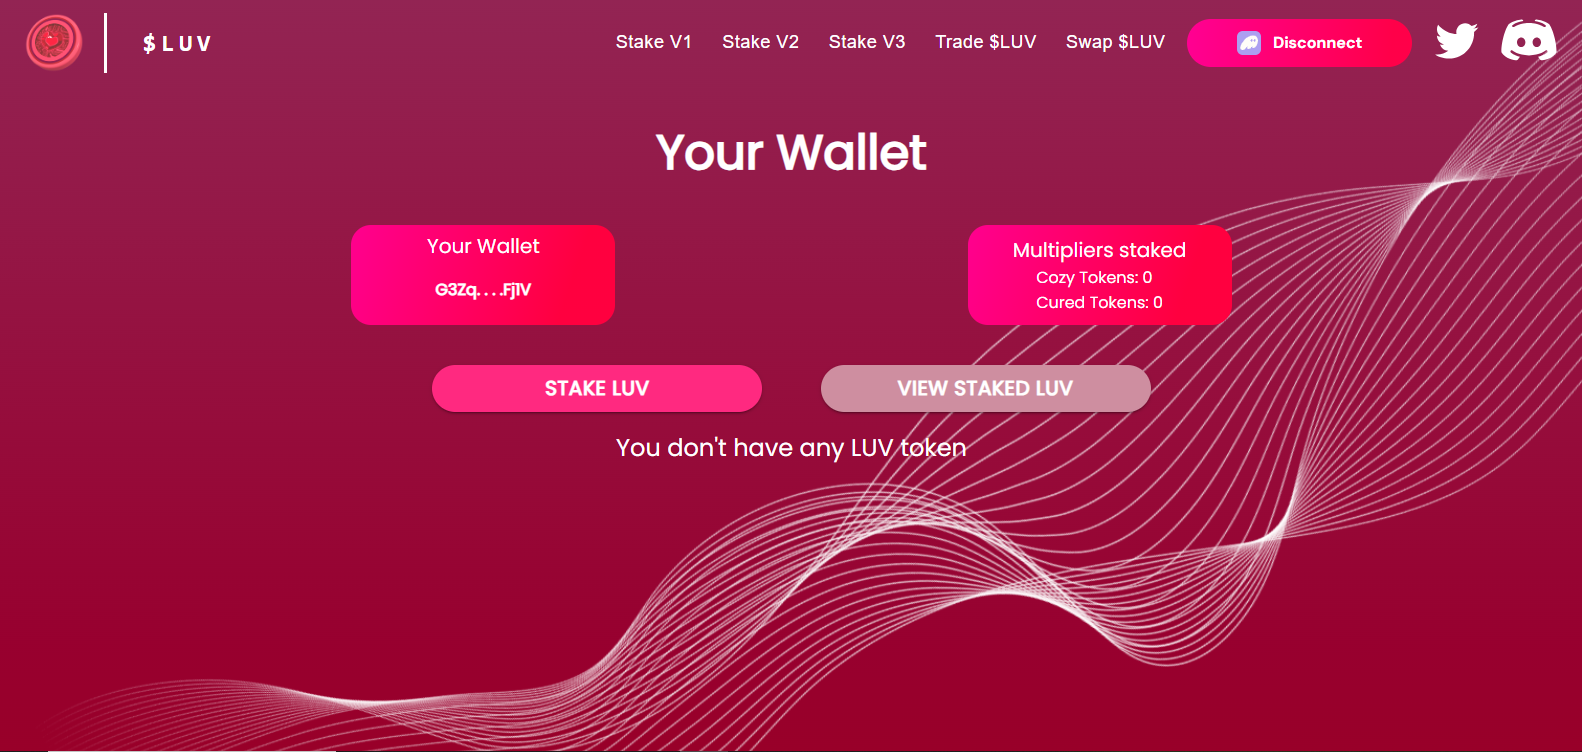 $LUV
Stake V1 Stake V2 Stake V3 Trade $LUV Swap $LUV Disconnect
Your Wallet
Your Wallet
G3Zq....Fj1V
Multipliers staked
Cozy Tokens: 0
Cured Tokens: 0
STAKE LUV VIEW STAKED LUV
You don't have any LUV token